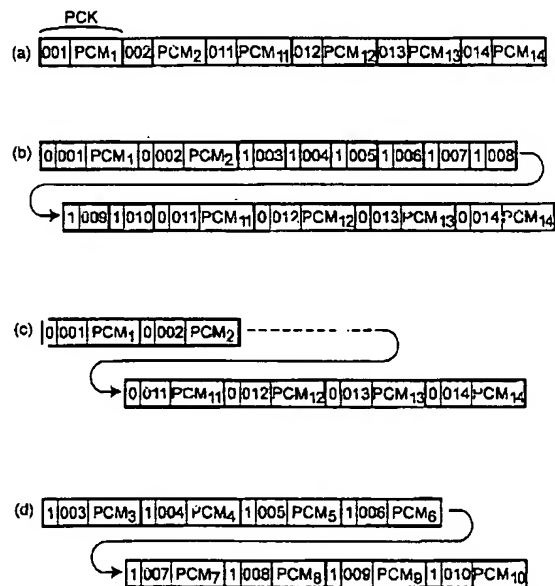 PCK
(a) 001 PCM1 002 PCM2 011 PCM11 012 PCM12 013 PCM13 014 PCM14
(b) 0 001 PCM1 0 002 PCM2 1 003 1 004 1 005 1 006 1 007 1 008
1 009 1 010 0 011 PCM11 0 012 PCM12 0 013 PCM13 0 014 PCM14
(c) 0 001 PCM1 0 002 PCM2
0 011 PCM11 0 012 PCM12 0 013 PCM13 0 014 PCM14
(d) 1 003 PCM3 1 004 PCM4 1 005 PCM5 1 006 PCM6
1 007 PCM7 1 008 PCM8 1 009 PCM9 1 010 PCM10